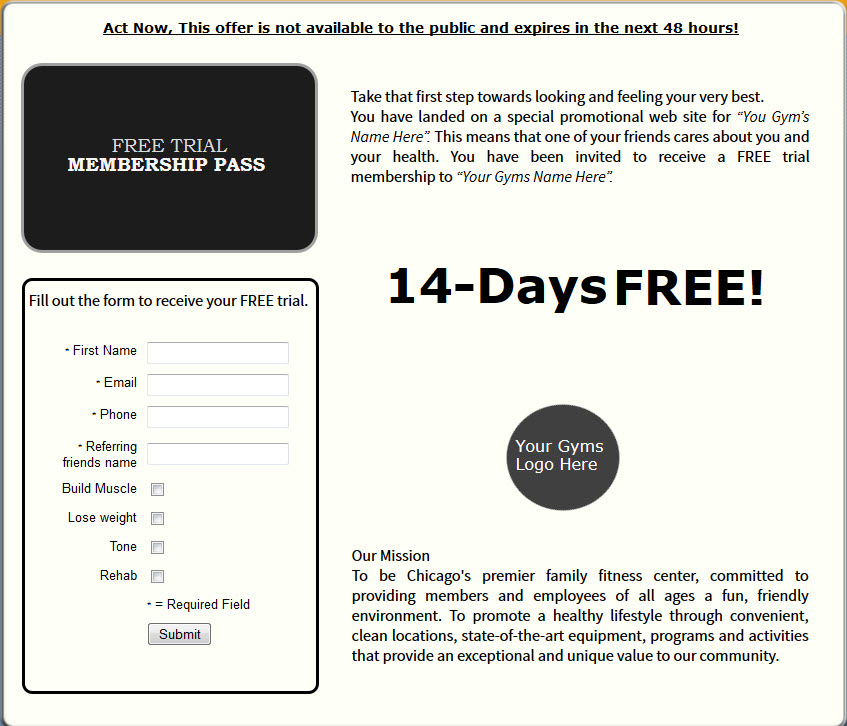 Act Now, This offer is not available to the public and expires in the next 48 hours!
FREE TRIAL
MEMBERSHIP PASS
Take that first step towards looking and feeling your very best.
You have landed on a special promotional web site for “You Gym’s
Name Here”. This means that one of your friends cares about you and
your health. You have been invited to receive a FREE trial
membership to “Your Gyms Name Here”.
14-Days FREE!
Fill out the form to receive your FREE trial.
* First Name
* Email
* Phone
* Referring
friends name
Build Muscle
Lose weight
Tone
Rehab
* = Required Field
Submit
Your Gyms
Logo Here
Our Mission
To be Chicago's premier family fitness center, committed to
providing members and employees of all ages a fun, friendly
environment. To promote a healthy lifestyle through convenient,
clean locations, state-of-the-art equipment, programs and activities
that provide an exceptional and unique value to our community.